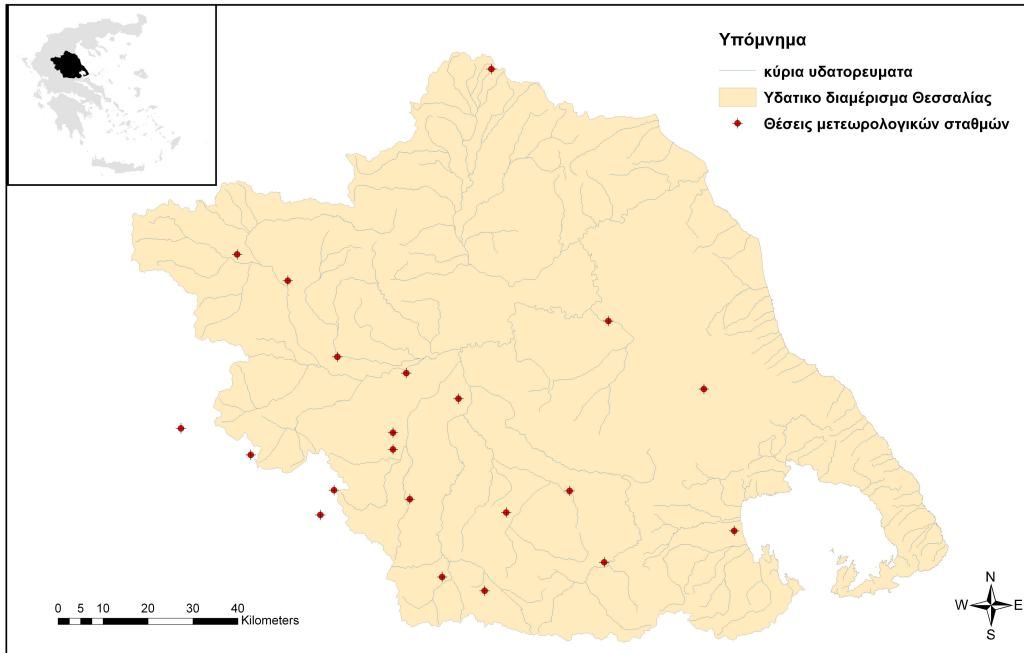 Υπόμνημα
κύρια υδατορευματα
Υδατικο διαμέρισμα Θεσσαλίας
Θέσεις μετεωρολογικών σταθμών
0 5 10 20 30 40
Kilometers
N
W E
S